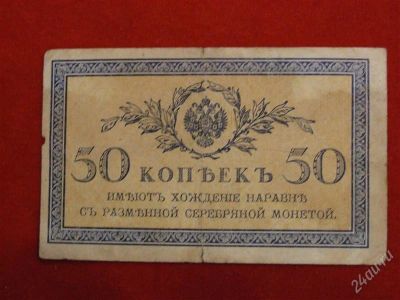 50 КОПѢЕКЪ 50
ИМѢЮТЪ ХОЖДЕНІЕ НАРАВНѢ
СЪ РАЗМѢННОЙ СЕРЕБРЯНОЙ МОНЕТОЙ.
24au.ru